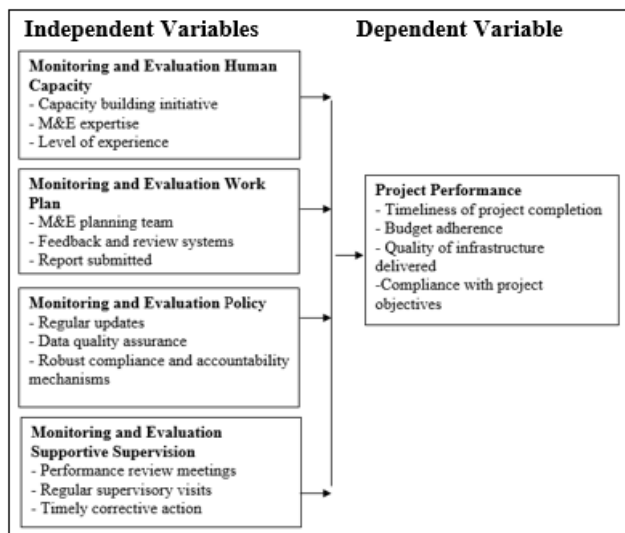 Independent Variables
Dependent Variable
Monitoring and Evaluation Human
Capacity
- Capacity building initiative
- M&E expertise
- Level of experience
Monitoring and Evaluation Work
Plan
- M&E planning team
- Feedback and review systems
- Report submitted
Monitoring and Evaluation Policy
- Regular updates
- Data quality assurance
- Robust compliance and accountability
mechanisms
Monitoring and Evaluation
Supportive Supervision
- Performance review meetings
- Regular supervisory visits
- Timely corrective action
Project Performance
- Timeliness of project completion
- Budget adherence
- Quality of infrastructure
delivered
-Compliance with project
objectives